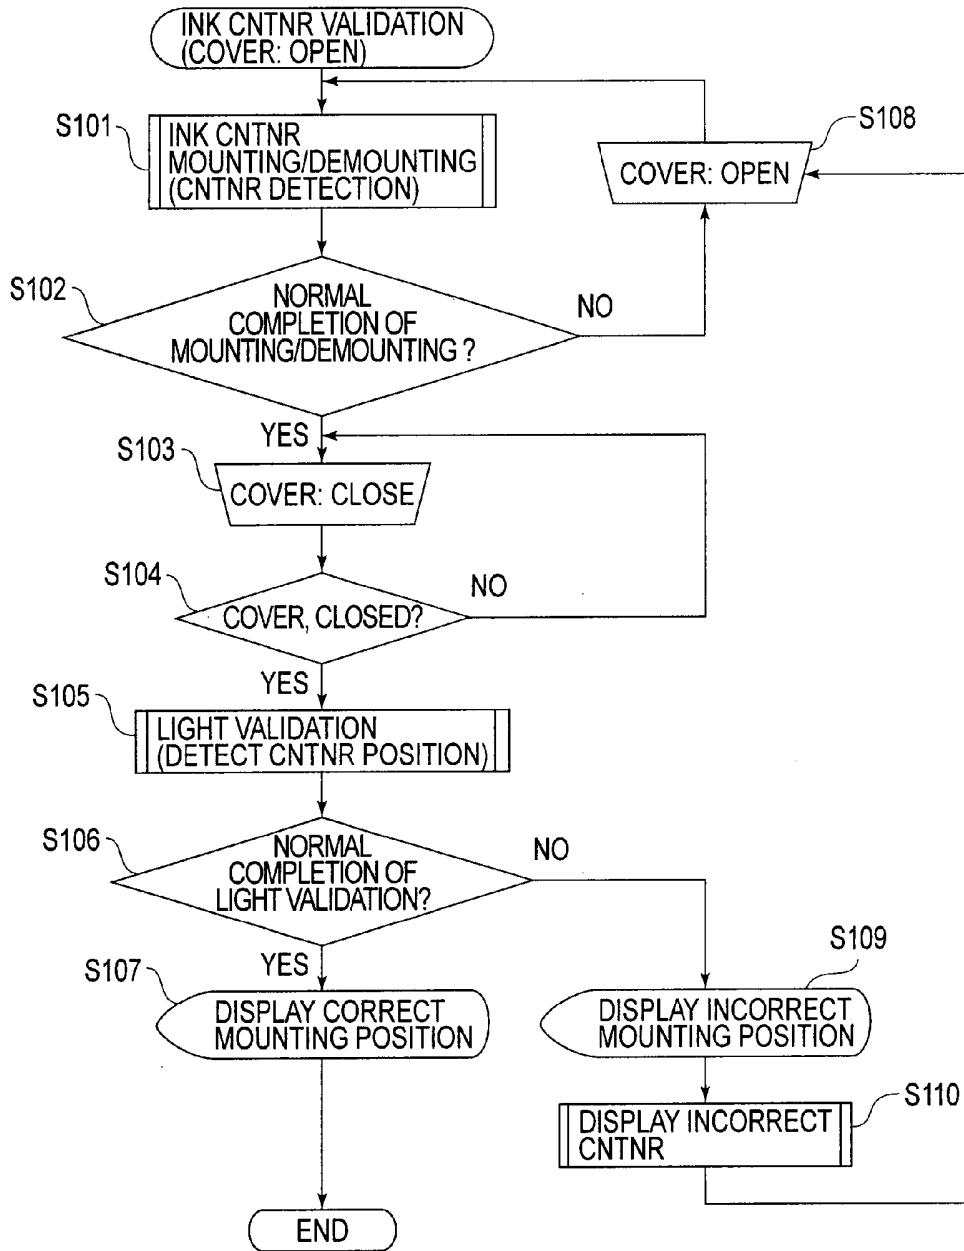 INK CNTNR VALIDATION
(COVER: OPEN)
S101
INK CNTNR
MOUNTING/DEMOUNTING
(CNTNR DETECTION)
S108
COVER: OPEN
S102
NORMAL
COMPLETION OF
MOUNTING/DEMOUNTING ?
NO
YES
S103
COVER: CLOSE
S104
COVER, CLOSED?
NO
YES
S105
LIGHT VALIDATION
(DETECT CNTNR POSITION)
S106
NORMAL
COMPLETION OF
LIGHT VALIDATION?
NO
YES
S107
DISPLAY CORRECT
MOUNTING POSITION
S109
DISPLAY INCORRECT
MOUNTING POSITION
S110
DISPLAY INCORRECT
CNTNR
END